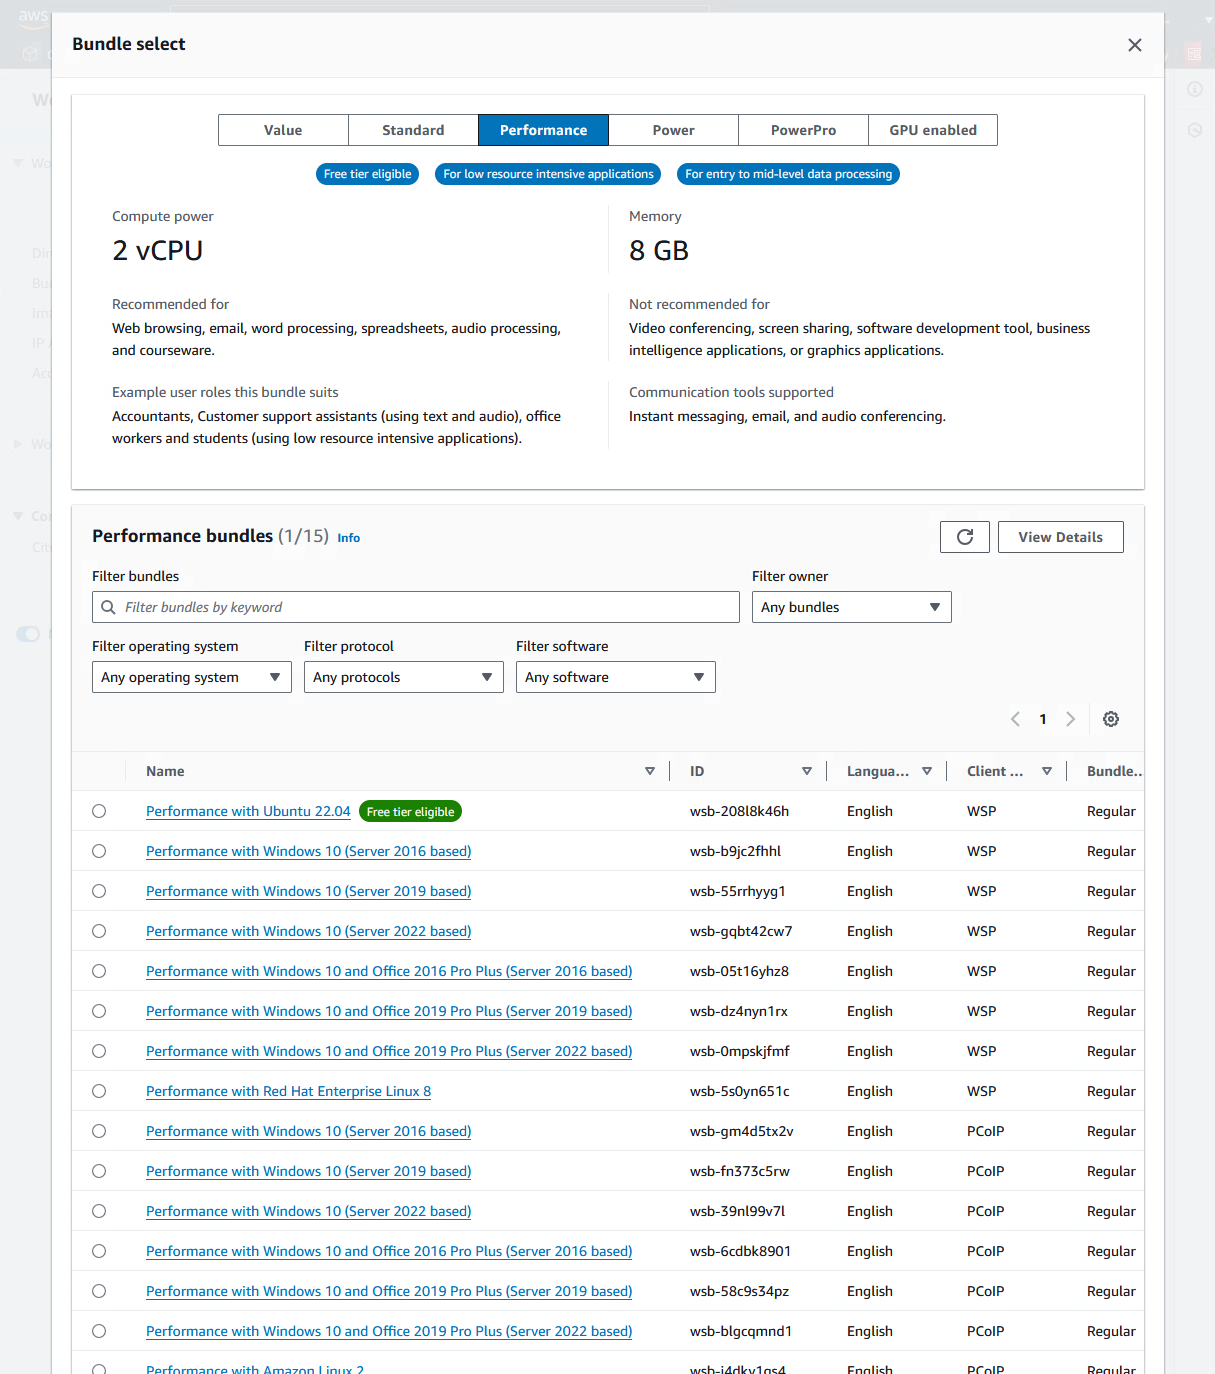 aws
Bundle select
Value Standard Performance Power PowerPro GPU enabled
Free tier eligible For low resource intensive applications For entry to mid-level data processing
Compute power
2 vCPU
Memory
8 GB
Recommended for
Web browsing, email, word processing, spreadsheets, audio processing,
and courseware.
Not recommended for
Video conferencing, screen sharing, software development tool, business
intelligence applications, or graphics applications.
Example user roles this bundle suits
Accountants, Customer support assistants (using text and audio), office
workers and students (using low resource intensive applications).
Communication tools supported
Instant messaging, email, and audio conferencing.
Performance bundles (1/15) Info
View Details
Filter bundles
Filter bundles by keyword
Filter owner
Any bundles
Filter operating system
Any operating system
Filter protocol
Any protocols
Filter software
Any software
1
Name ID Langua... Client ... Bundle...
Performance with Ubuntu 22.04 Free tier eligible wsb-208l8k46h English WSP Regular
Performance with Windows 10 (Server 2016 based) wsb-b9jc2fhhl English WSP Regular
Performance with Windows 10 (Server 2019 based) wsb-55rrhyyg1 English WSP Regular
Performance with Windows 10 (Server 2022 based) wsb-gqbt42cw7 English WSP Regular
Performance with Windows 10 and Office 2016 Pro Plus (Server 2016 based) wsb-05t16yhz8 English WSP Regular
Performance with Windows 10 and Office 2019 Pro Plus (Server 2019 based) wsb-dz4nyn1rx English WSP Regular
Performance with Windows 10 and Office 2019 Pro Plus (Server 2022 based) wsb-0mpskjfmf English WSP Regular
Performance with Red Hat Enterprise Linux 8 wsb-5s0yn651c English WSP Regular
Performance with Windows 10 (Server 2016 based) wsb-gm4d5tx2v English PCoIP Regular
Performance with Windows 10 (Server 2019 based) wsb-fn373c5rw English PCoIP Regular
Performance with Windows 10 (Server 2022 based) wsb-39nl99v7l English PCoIP Regular
Performance with Windows 10 and Office 2016 Pro Plus (Server 2016 based) wsb-6cdbk8901 English PCoIP Regular
Performance with Windows 10 and Office 2019 Pro Plus (Server 2019 based) wsb-58c9s34pz English PCoIP Regular
Performance with Windows 10 and Office 2019 Pro Plus (Server 2022 based) wsb-blgcqmnd1 English PCoIP Regular
Performance with Amazon Linux 2 English PCoIP Regular